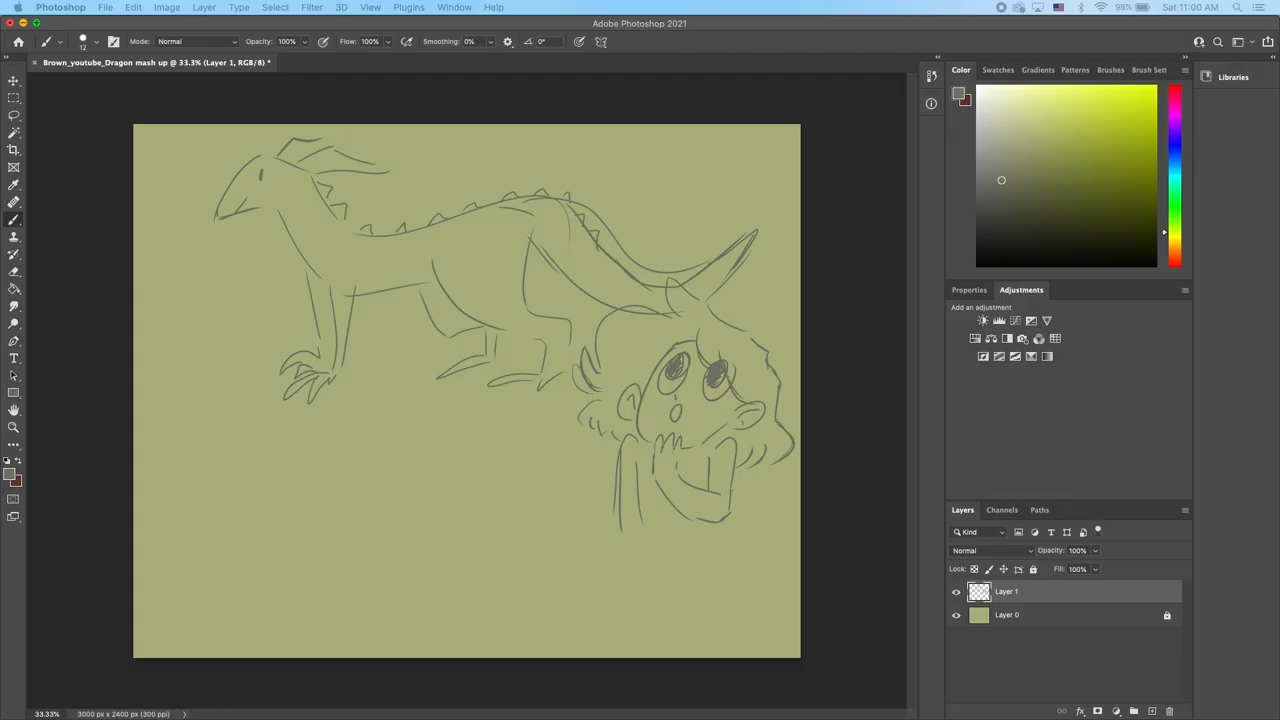 Photoshop File Edit Image Layer Type Select Filter 3D View Plugins Window Help 98% Sat 11:00 AM
Adobe Photoshop 2021
12 Mode: Normal Opacity: 100% Flow: 100% Smoothing: 0% 0°
Brown_youtube_Dragon mash up @ 33.3% (Layer 1, RGB/8) *
Color Swatches Gradients Patterns Brushes Brush Sett
Libraries
Properties Adjustments
Add an adjustment
Layers Channels Paths
Kind
Normal Opacity: 100%
Lock: Fill: 100%
Layer 1
Layer 0
33.33% 3000 px x 2400 px (300 ppi)